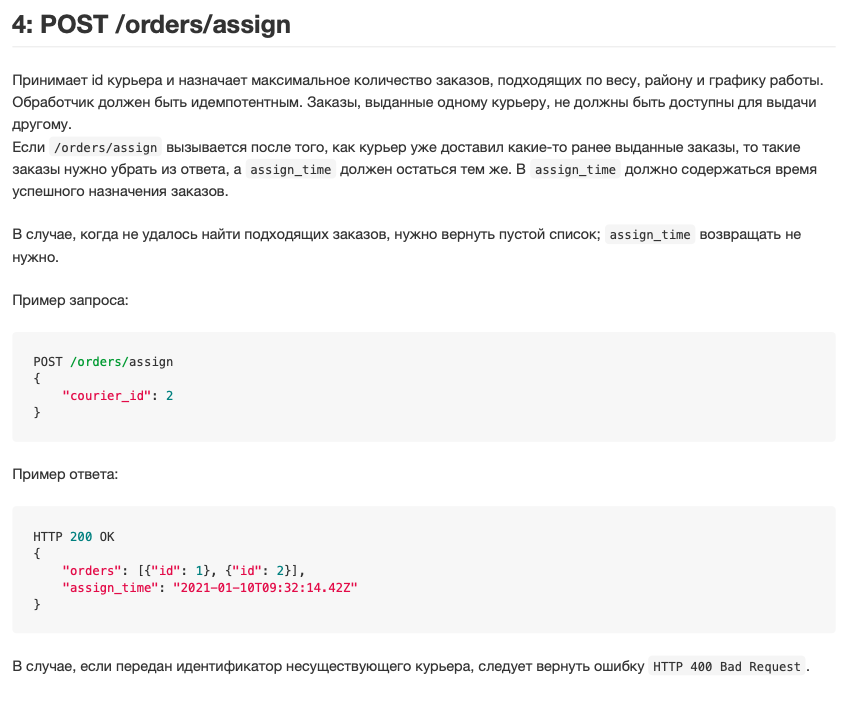 4: POST /orders/assign
Принимает id курьера и назначает максимальное количество заказов, подходящих по весу, району и графику работы.
Обработчик должен быть идемпотентным. Заказы, выданные одному курьеру, не должны быть доступны для выдачи
другому.
Если /orders/assign вызывается после того, как курьер уже доставил какие-то ранее выданные заказы, то такие
заказы нужно убрать из ответа, а assign_time должен остаться тем же. В assign_time должно содержаться время
успешного назначения заказов.
В случае, когда не удалось найти подходящих заказов, нужно вернуть пустой список; assign_time возвращать не
нужно.
Пример запроса:
POST /orders/assign
{
    "courier_id": 2
}
Пример ответа:
HTTP 200 OK
{
    "orders": [{"id": 1}, {"id": 2}],
    "assign_time": "2021-01-10T09:32:14.42Z"
}
В случае, если передан идентификатор несуществующего курьера, следует вернуть ошибку HTTP 400 Bad Request.